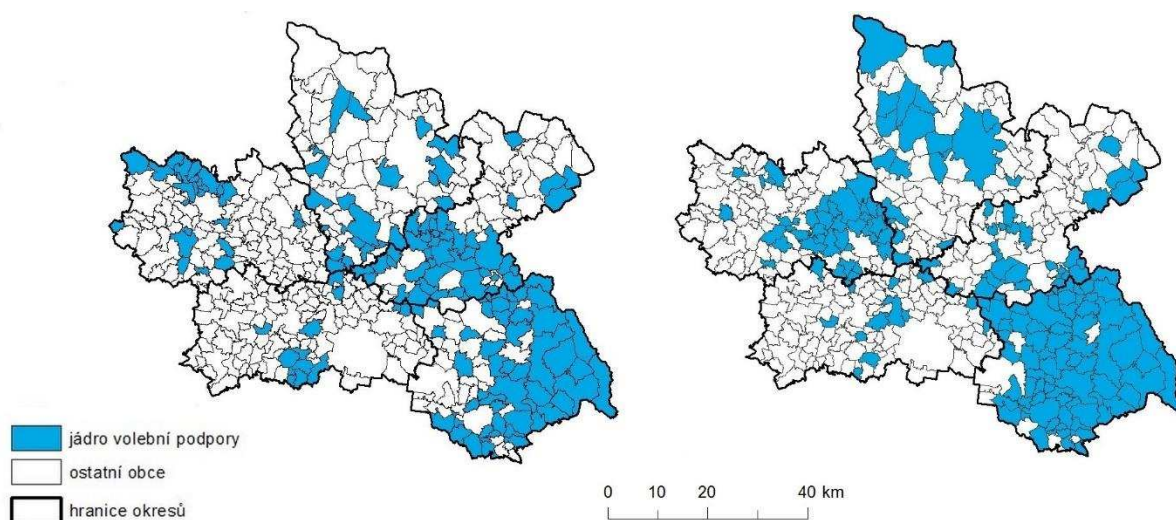 jádro volební podpory
ostatní obce
hranice okresů
0 10 20 40 km